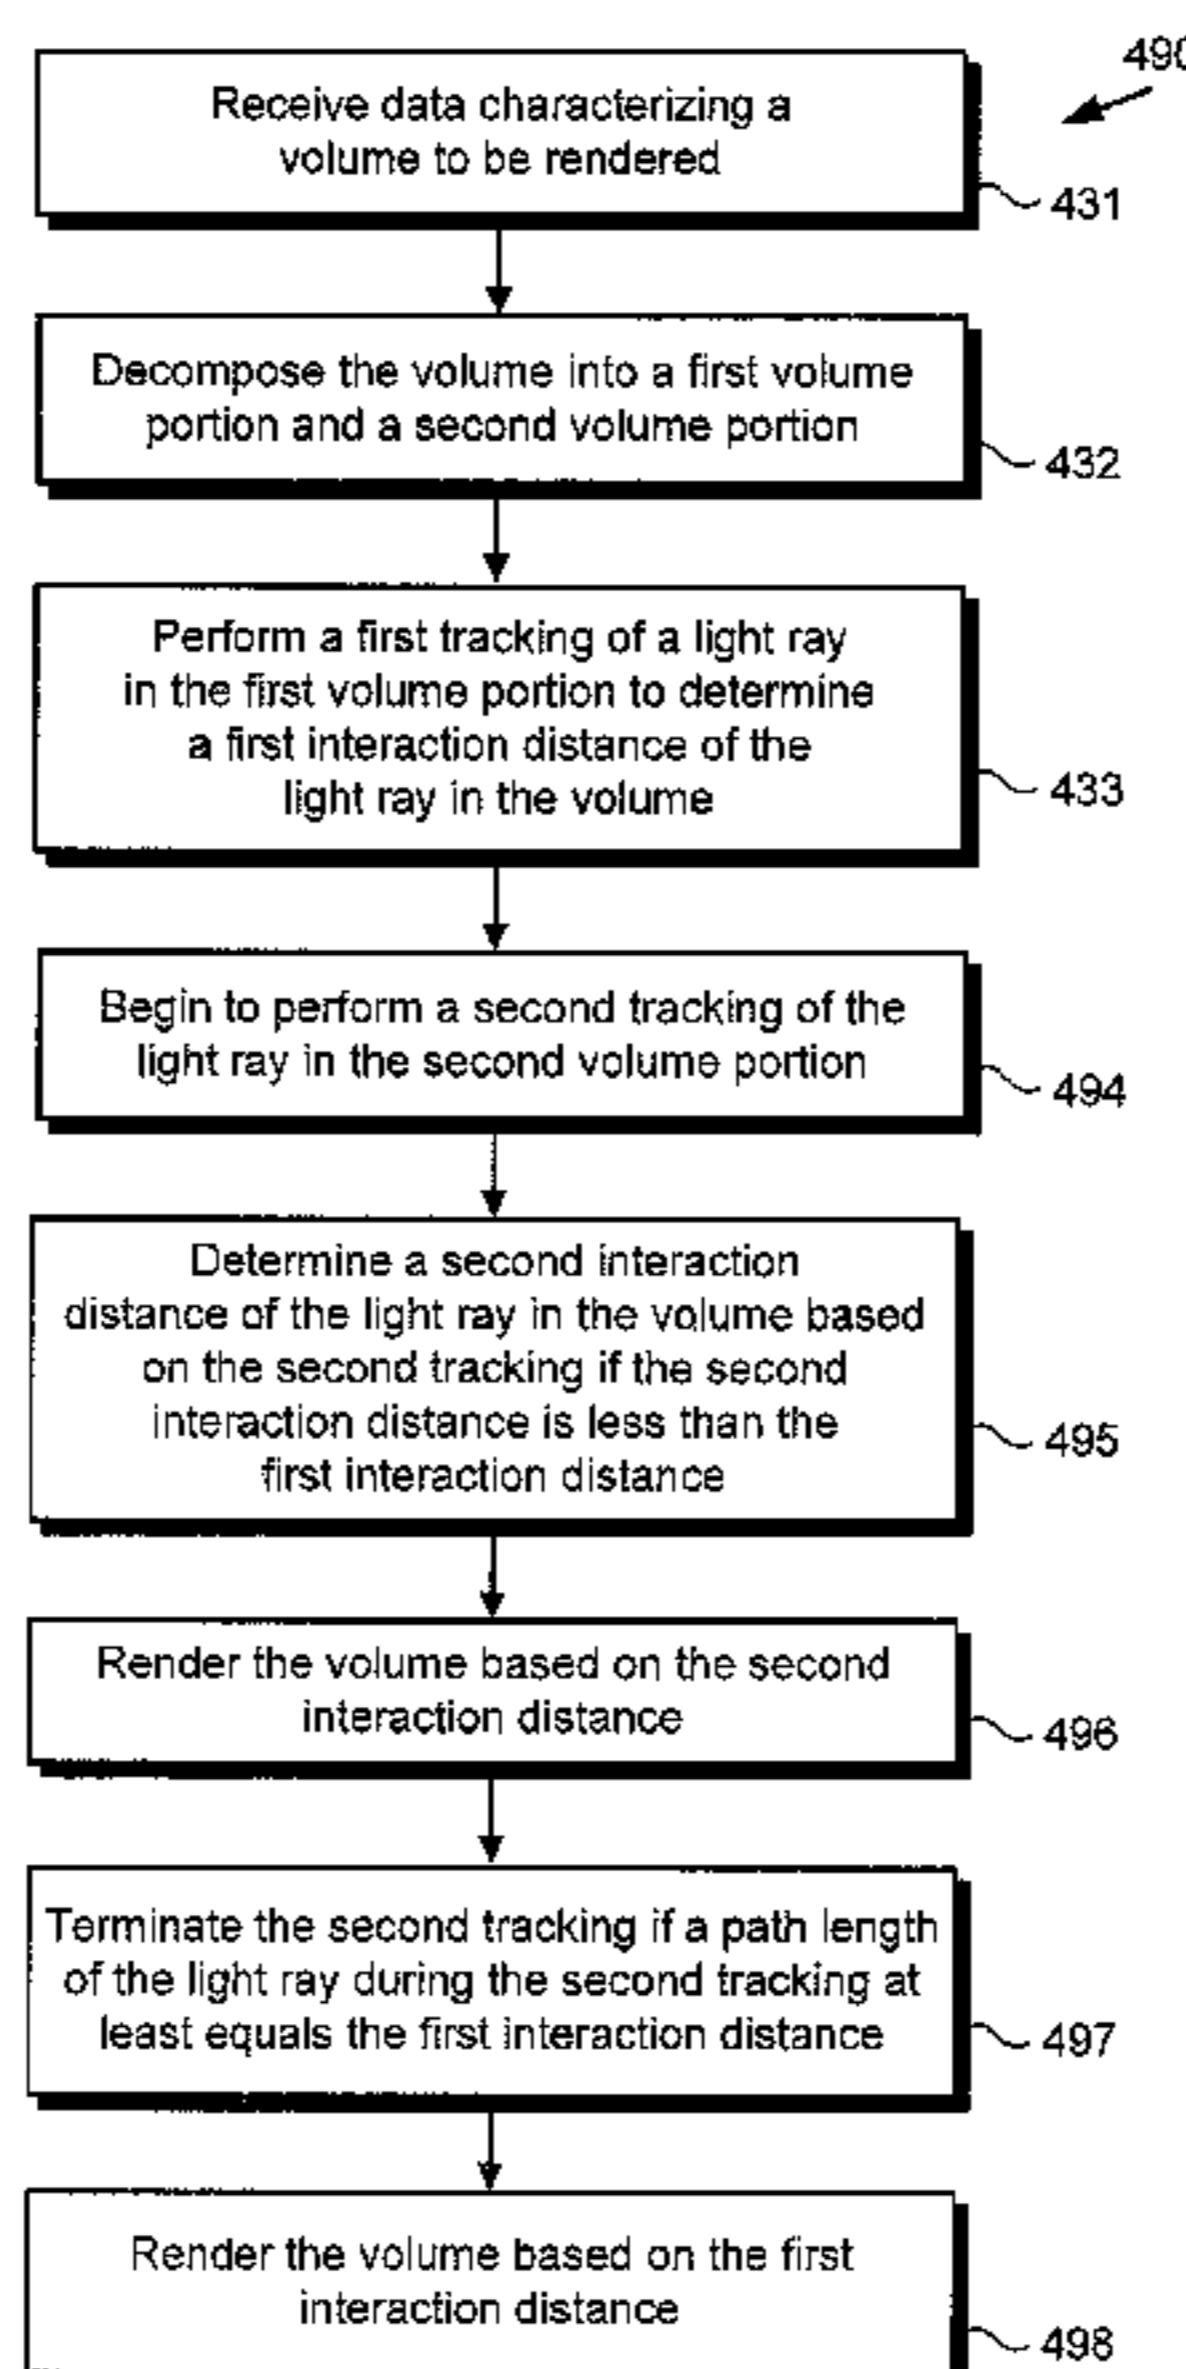 490
Receive data characterizing a
volume to be rendered
431
Decompose the volume into a first volume
portion and a second volume portion
432
Perform a first tracking of a light ray
in the first volume portion to determine
a first interaction distance of the
light ray in the volume
433
Begin to perform a second tracking of the
light ray in the second volume portion
494
Determine a second interaction
distance of the light ray in the volume based
on the second tracking if the second
interaction distance is less than the
first interaction distance
495
Render the volume based on the second
interaction distance
496
Terminate the second tracking if a path length
of the light ray during the second tracking at
least equals the first interaction distance
497
Render the volume based on the first
interaction distance
498